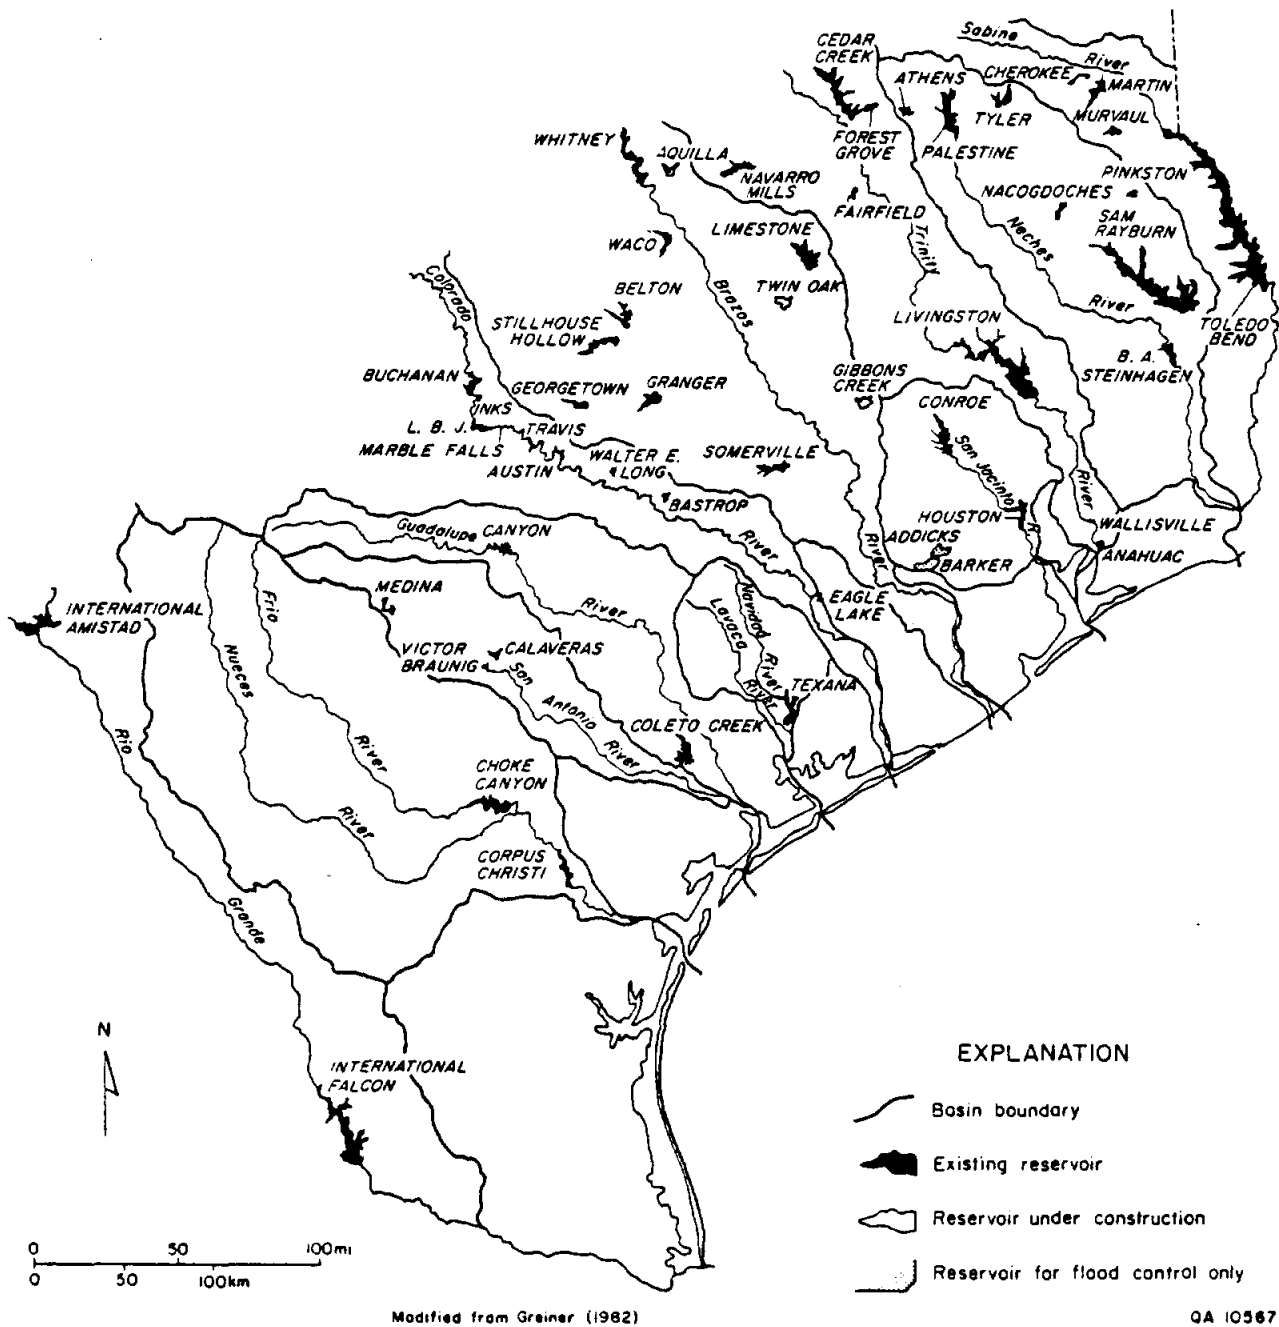 Sabine
River
CEDAR
CREEK
ATHENS
CHEROKEE
MARTIN
TYLER
MURVAUL
WHITNEY
AQUILLA
FOREST
GROVE
PALESTINE
NAVARRO
MILLS
PINKSTON
NACOGDOCHES
FAIRFIELD
SAM
RAYBURN
LIMESTONE
WACO
Trinity
Neches
River
Colorado
BELTON
TWIN OAK
Brazos
STILLHOUSE
HOLLOW
LIVINGSTON
TOLEDO
BEND
B. A.
STEINHAGEN
BUCHANAN
GEORGETOWN
GRANGER
GIBBONS
CREEK
CONROE
INKS
L. B. J.
TRAVIS
MARBLE FALLS
AUSTIN
WALTER E.
LONG
SOMERVILLE
San Jacinto
R
River
BASTROP
HOUSTON
WALLISVILLE
ADDICKS
ANAHUAC
BARKER
Guadalupe
CANYON
River
River
River
EAGLE
LAKE
MEDINA
INTERNATIONAL
AMISTAD
Frio
Navidad
River
Lavaca
River
VICTOR
BRAUNIG
CALAVERAS
San
Antonio
River
TEXANA
Nueces
COLETO CREEK
Rio
River
CHOKE
CANYON
River
CORPUS
CHRISTI
Grande
N
INTERNATIONAL
FALCON
EXPLANATION
Basin boundary
Existing reservoir
Reservoir under construction
Reservoir for flood control only
0 50 100mi
0 50 100km
Modified from Greiner (1982)
QA 10567